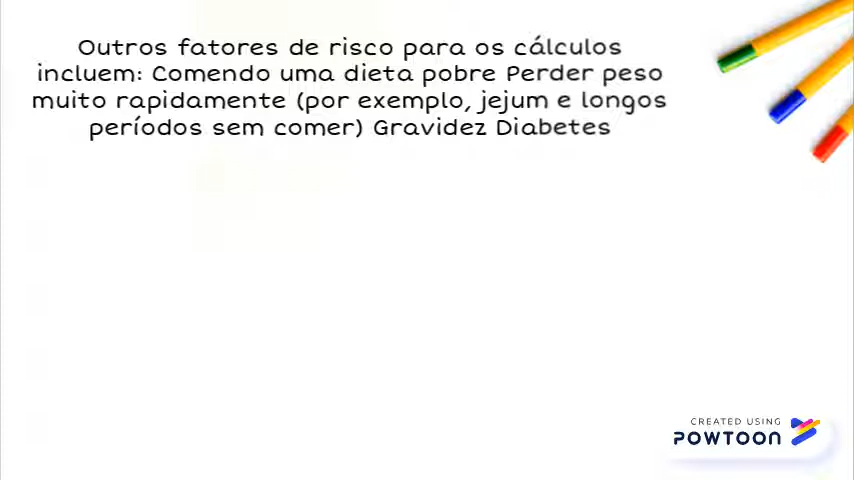 Outros fatores de risco para os cálculos
incluem: Comendo uma dieta pobre Perder peso
muito rapidamente (por exemplo, jejum e longos
períodos sem comer) Gravidez Diabetes
CREATED USING
POWTOON